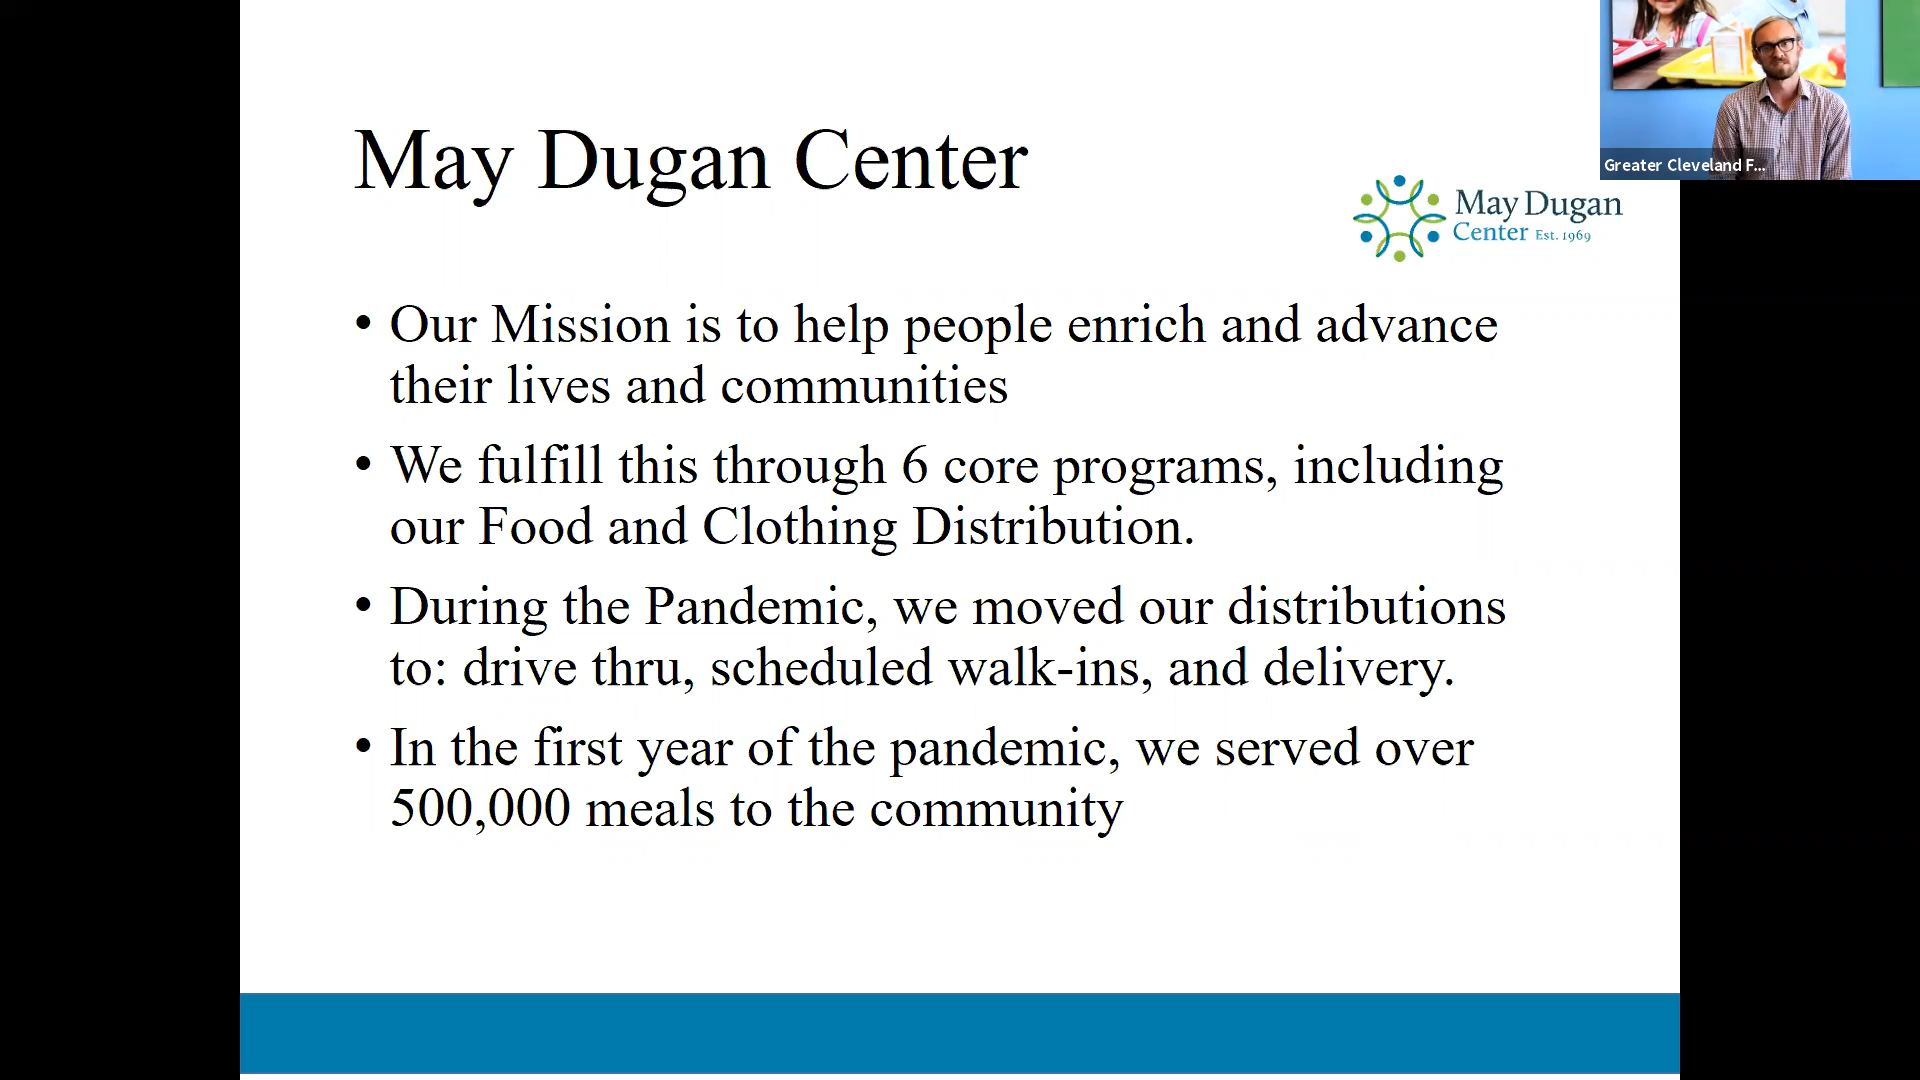 May Dugan Center
Greater Cleveland F...
May Dugan
Center Est. 1969
• Our Mission is to help people enrich and advance
their lives and communities
• We fulfill this through 6 core programs, including
our Food and Clothing Distribution.
• During the Pandemic, we moved our distributions
to: drive thru, scheduled walk-ins, and delivery.
• In the first year of the pandemic, we served over
500,000 meals to the community